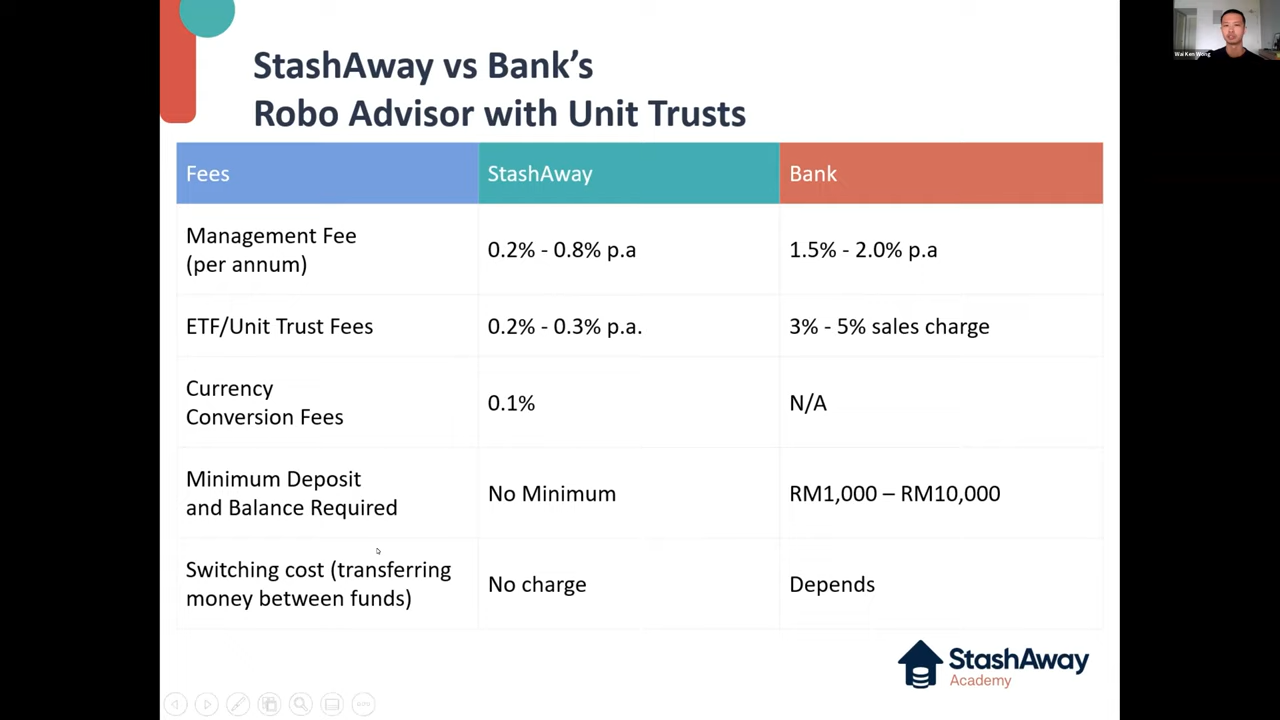 StashAway vs Bank's
Robo Advisor with Unit Trusts
Wai Ken Wong
Fees
StashAway
Bank
Management Fee
(per annum)
0.2% - 0.8% p.a
1.5% - 2.0% p.a
ETF/Unit Trust Fees
0.2% - 0.3% p.a.
3% - 5% sales charge
Currency
Conversion Fees
0.1%
N/A
Minimum Deposit
and Balance Required
No Minimum
RM1,000 – RM10,000
Switching cost (transferring
money between funds)
No charge
Depends
StashAway
Academy